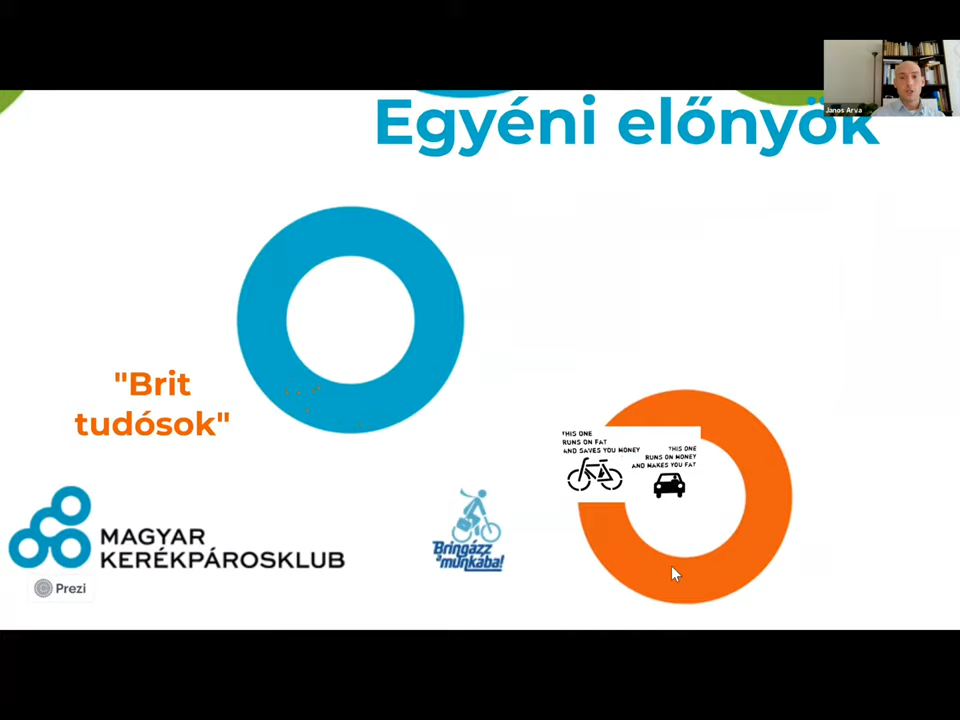 Janos Arva
Egyéni előnyök
"Brit
tudósok"
THIS ONE
RUNS ON FAT
AND SAVES YOU MONEY
THIS ONE
RUNS ON MONEY
AND MAKES YOU FAT
MAGYAR
KERÉKPÁROSKLUB
Bringázz
a munkába!
Prezi